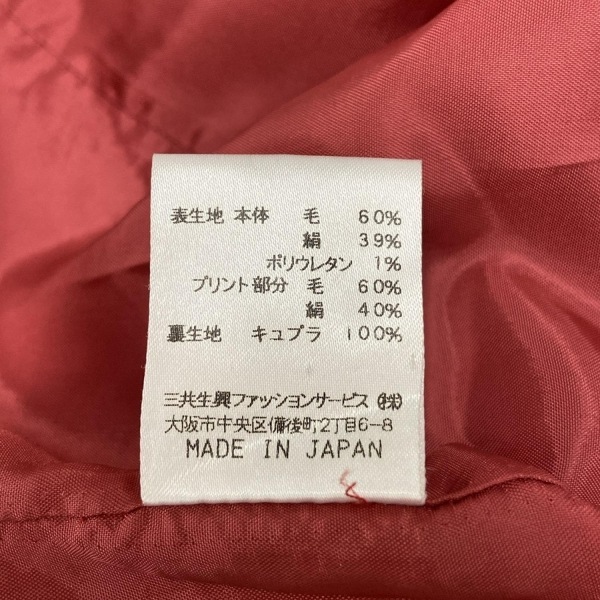 表生地 本体 毛 60%
絹 39%
ポリウレタン 1%
プリント部分 毛 60%
絹 40%
裏生地 キュプラ 100%
三共生興ファッションサービス(株)
大阪市中央区備後町2丁目6-8
MADE IN JAPAN